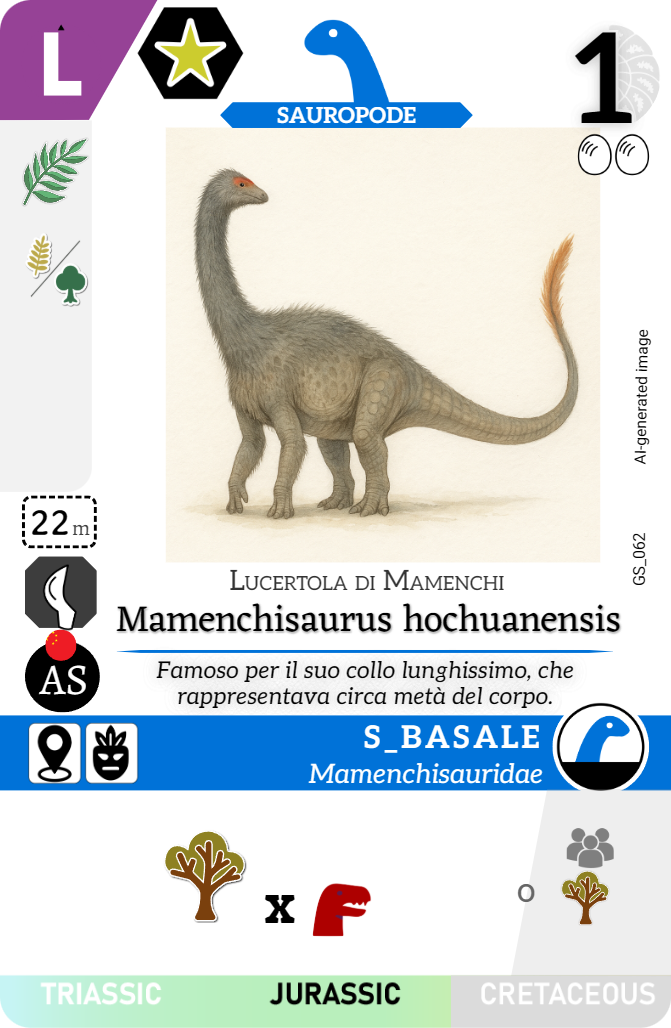 L
SAUROPODE
1
AI-generated image
GS_062
22 m
AS
Lucertola di Mamenchi
Mamenchisaurus hochuanensis
Famoso per il suo collo lunghissimo, che
rappresentava circa metà del corpo.
S_BASALE
Mamenchisauridae
x
o
TRIASSIC JURASSIC CRETACEOUS